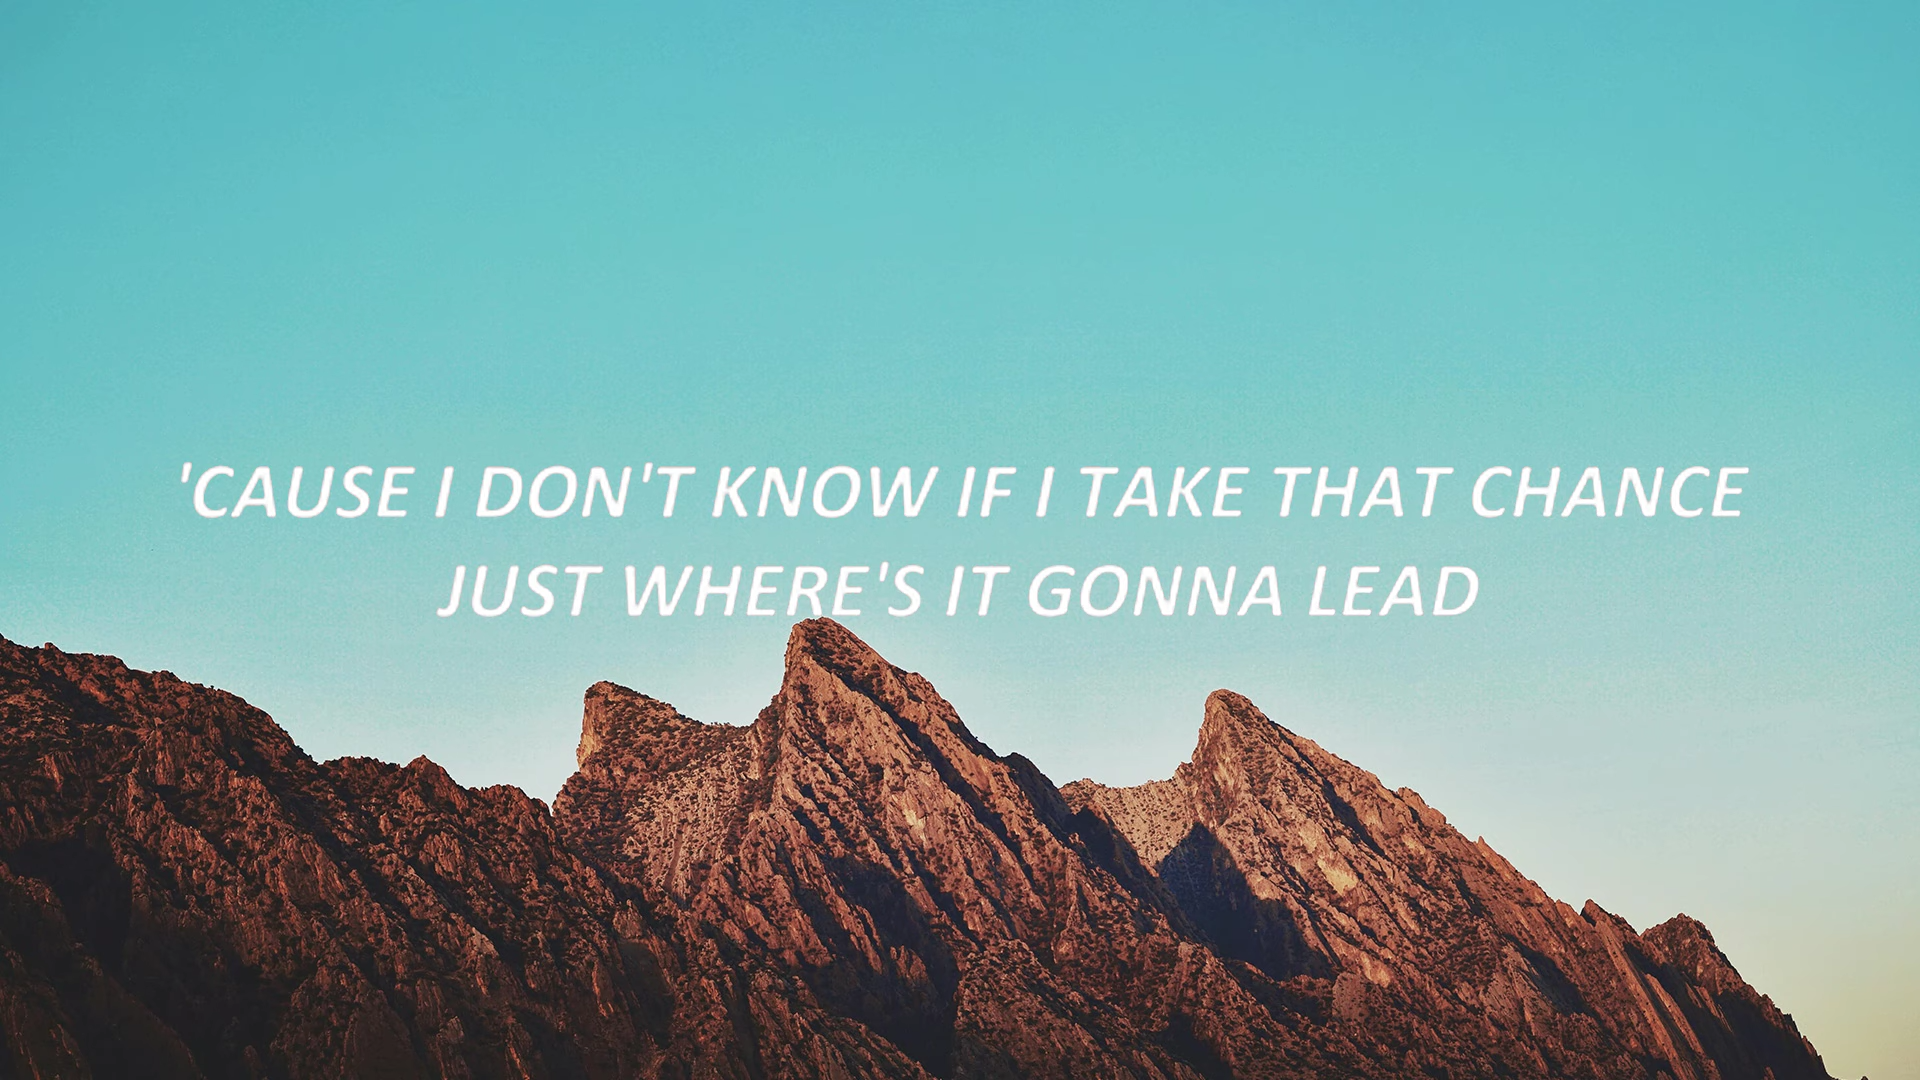 'CAUSE I DON'T KNOW IF I TAKE THAT CHANCE
JUST WHERE'S IT GONNA LEAD